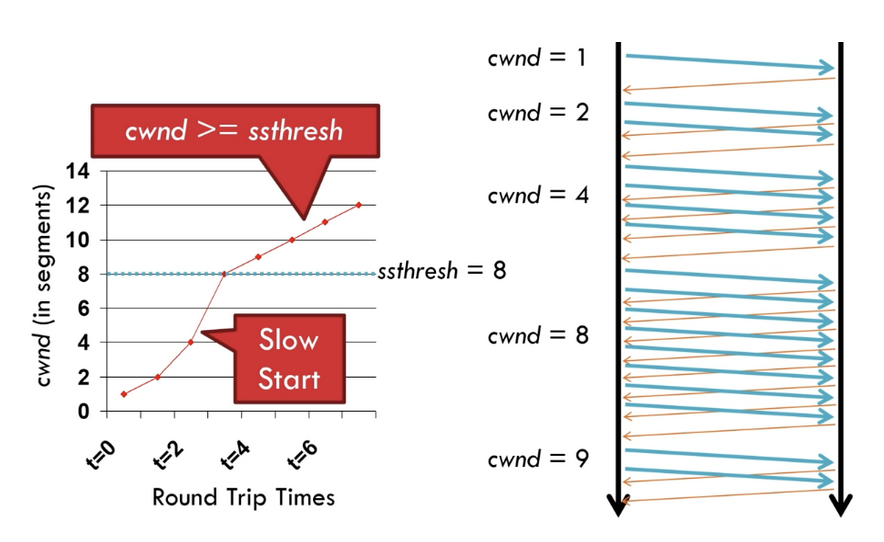 cwnd >= ssthresh
14
12
10
8
6
4
2
0
cwnd (in segments)
ssthresh = 8
Slow
Start
t=0
t=2
t=4
t=6
Round Trip Times
cwnd = 1
cwnd = 2
cwnd = 4
cwnd = 8
cwnd = 9